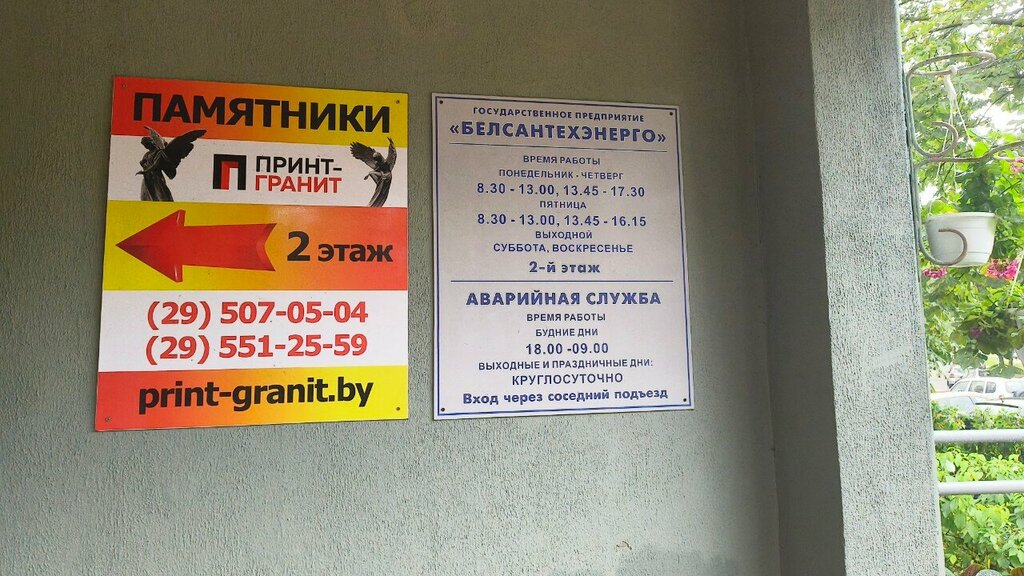 ПАМЯТНИКИ
ПРИНТ-
ГРАНИТ
2 этаж
(29) 507-05-04
(29) 551-25-59
print-granit.by
ГОСУДАРСТВЕННОЕ ПРЕДПРИЯТИЕ
«БЕЛСАНТЕХЭНЕРГО»
ВРЕМЯ РАБОТЫ
ПОНЕДЕЛЬНИК - ЧЕТВЕРГ
8.30 - 13.00, 13.45 - 17.30
ПЯТНИЦА
8.30 - 13.00, 13.45 - 16.15
ВЫХОДНОЙ
СУББОТА, ВОСКРЕСЕНЬЕ
2-й этаж
АВАРИЙНАЯ СЛУЖБА
ВРЕМЯ РАБОТЫ
БУДНИЕ ДНИ
18.00 -09.00
ВЫХОДНЫЕ И ПРАЗДНИЧНЫЕ ДНИ:
КРУГЛОСУТОЧНО
Вход через соседний подъезд